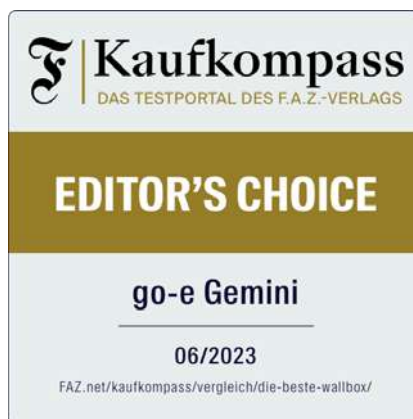 F Kaufkompass
DAS TESTPORTAL DES F.A.Z.-VERLAGS
EDITOR'S CHOICE
go-e Gemini
06/2023
FAZ.net/kaufkompass/vergleich/die-beste-wallbox/